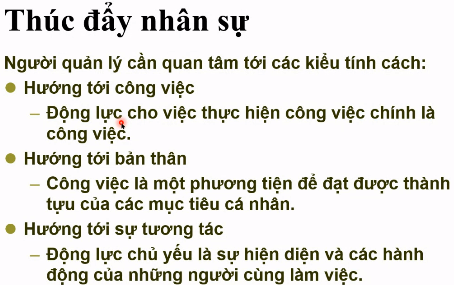 Thúc đẩy nhân sự
Người quản lý cần quan tâm tới các kiểu tính cách:
● Hướng tới công việc
– Động lực cho việc thực hiện công việc chính là
công việc.
● Hướng tới bản thân
– Công việc là một phương tiện để đạt được thành
tựu của các mục tiêu cá nhân.
● Hướng tới sự tương tác
– Động lực chủ yếu là sự hiện diện và các hành
động của những người cùng làm việc.